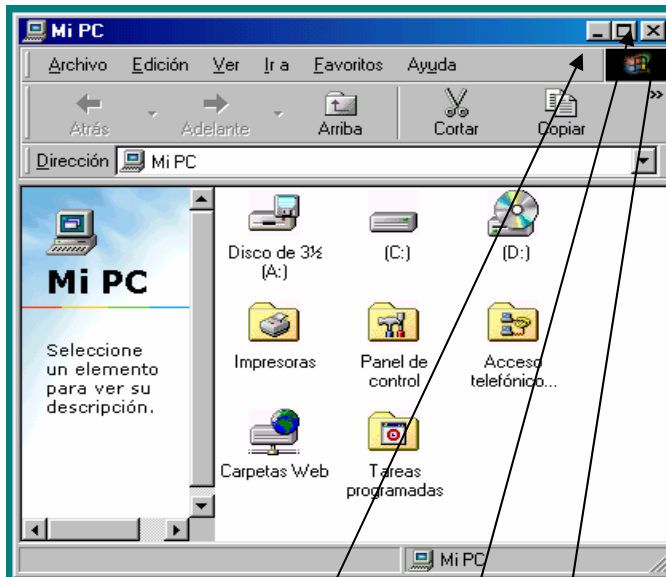 Mi PC
Archivo Edición Ver Ir a Favoritos Ayuda
Atrás Adelante Arriba Cortar Copiar »
Dirección Mi PC
Mi PC
Seleccione
un elemento
para ver su
descripción.
Disco de 3½
(A:)
(C:)
(D:)
Impresoras
Panel de
control
Acceso
telefónico...
Carpetas Web
Tareas
programadas
Mi PC